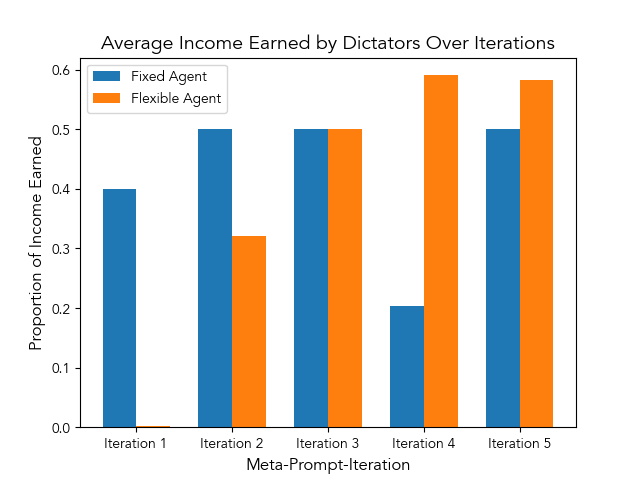 Average Income Earned by Dictators Over Iterations
Fixed Agent
Flexible Agent
Proportion of Income Earned
0.6
0.5
0.4
0.3
0.2
0.1
0.0
Iteration 1 Iteration 2 Iteration 3 Iteration 4 Iteration 5
Meta-Prompt-Iteration